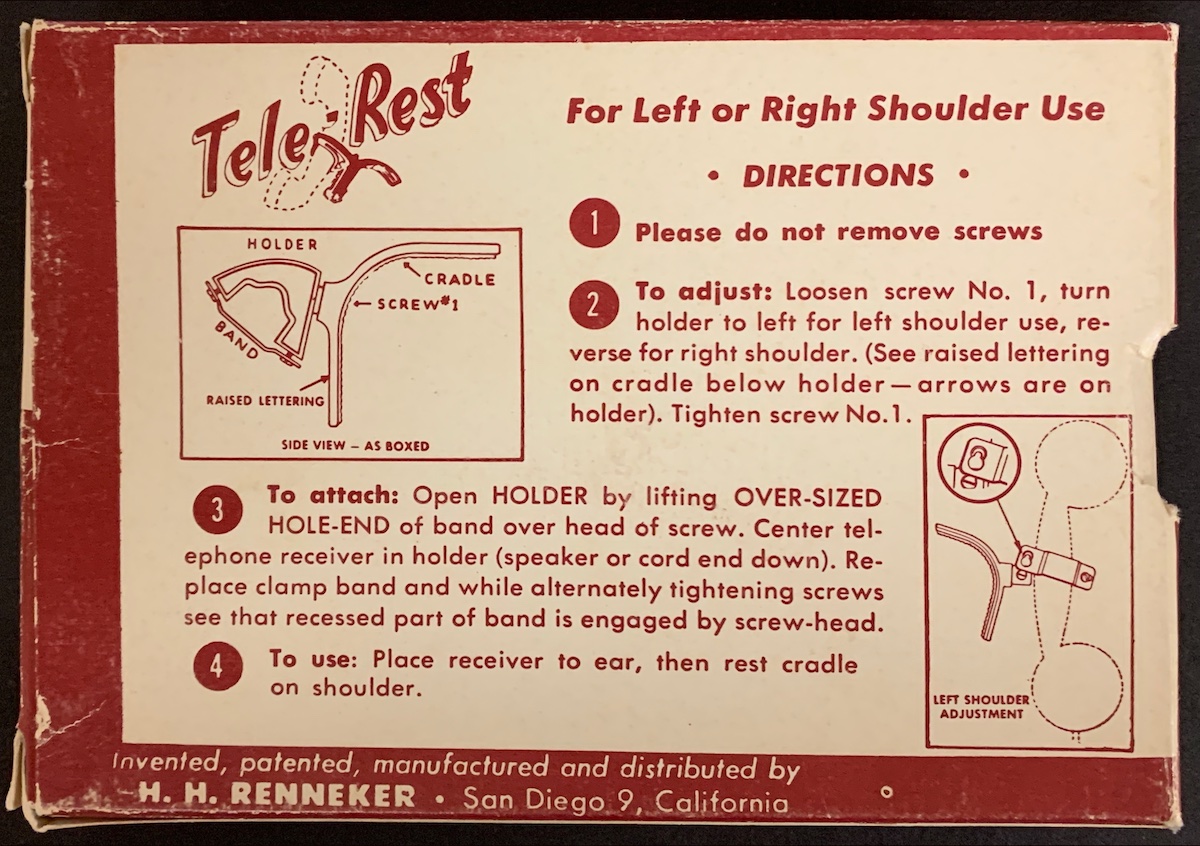 Tele-Rest
HOLDER
CRADLE
SCREW #1
BAND
RAISED LETTERING
SIDE VIEW – AS BOXED
For Left or Right Shoulder Use
• DIRECTIONS •
1 Please do not remove screws
2 To adjust: Loosen screw No. 1, turn
holder to left for left shoulder use, re-
verse for right shoulder. (See raised lettering
on cradle below holder—arrows are on
holder). Tighten screw No. 1.
3 To attach: Open HOLDER by lifting OVER-SIZED
HOLE-END of band over head of screw. Center tel-
ephone receiver in holder (speaker or cord end down). Re-
place clamp band and while alternately tightening screws
see that recessed part of band is engaged by screw-head.
4 To use: Place receiver to ear, then rest cradle
on shoulder.
LEFT SHOULDER
ADJUSTMENT
Invented, patented, manufactured and distributed by
H. H. RENNEKER • San Diego 9, California